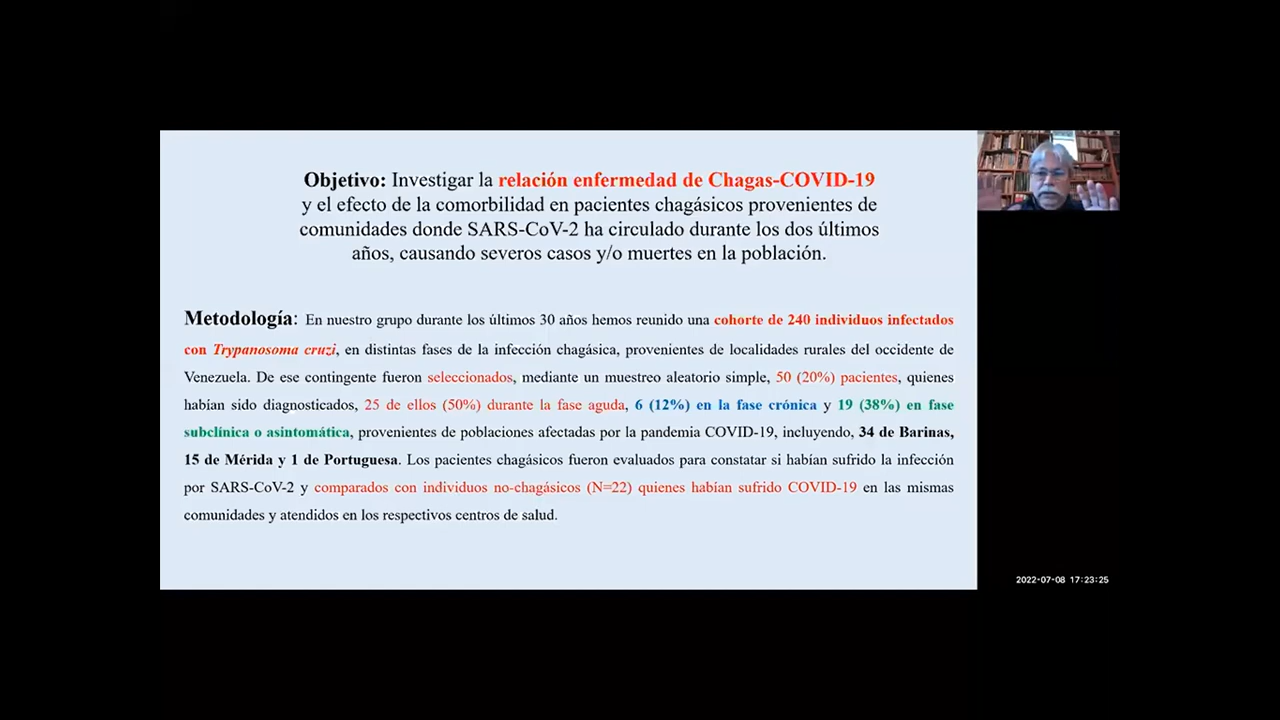 Objetivo: Investigar la relación enfermedad de Chagas-COVID-19
y el efecto de la comorbilidad en pacientes chagásicos provenientes de
comunidades donde SARS-CoV-2 ha circulado durante los dos últimos
años, causando severos casos y/o muertes en la población.
Metodología: En nuestro grupo durante los últimos 30 años hemos reunido una cohorte de 240 individuos infectados
con Trypanosoma cruzi, en distintas fases de la infección chagásica, provenientes de localidades rurales del occidente de
Venezuela. De ese contingente fueron seleccionados, mediante un muestreo aleatorio simple, 50 (20%) pacientes, quienes
habían sido diagnosticados, 25 de ellos (50%) durante la fase aguda, 6 (12%) en la fase crónica y 19 (38%) en fase
subclínica o asintomática, provenientes de poblaciones afectadas por la pandemia COVID-19, incluyendo, 34 de Barinas,
15 de Mérida y 1 de Portuguesa. Los pacientes chagásicos fueron evaluados para constatar si habían sufrido la infección
por SARS-CoV-2 y comparados con individuos no-chagásicos (N=22) quienes habían sufrido COVID-19 en las mismas
comunidades y atendidos en los respectivos centros de salud.
2022-07-08 17:23:25